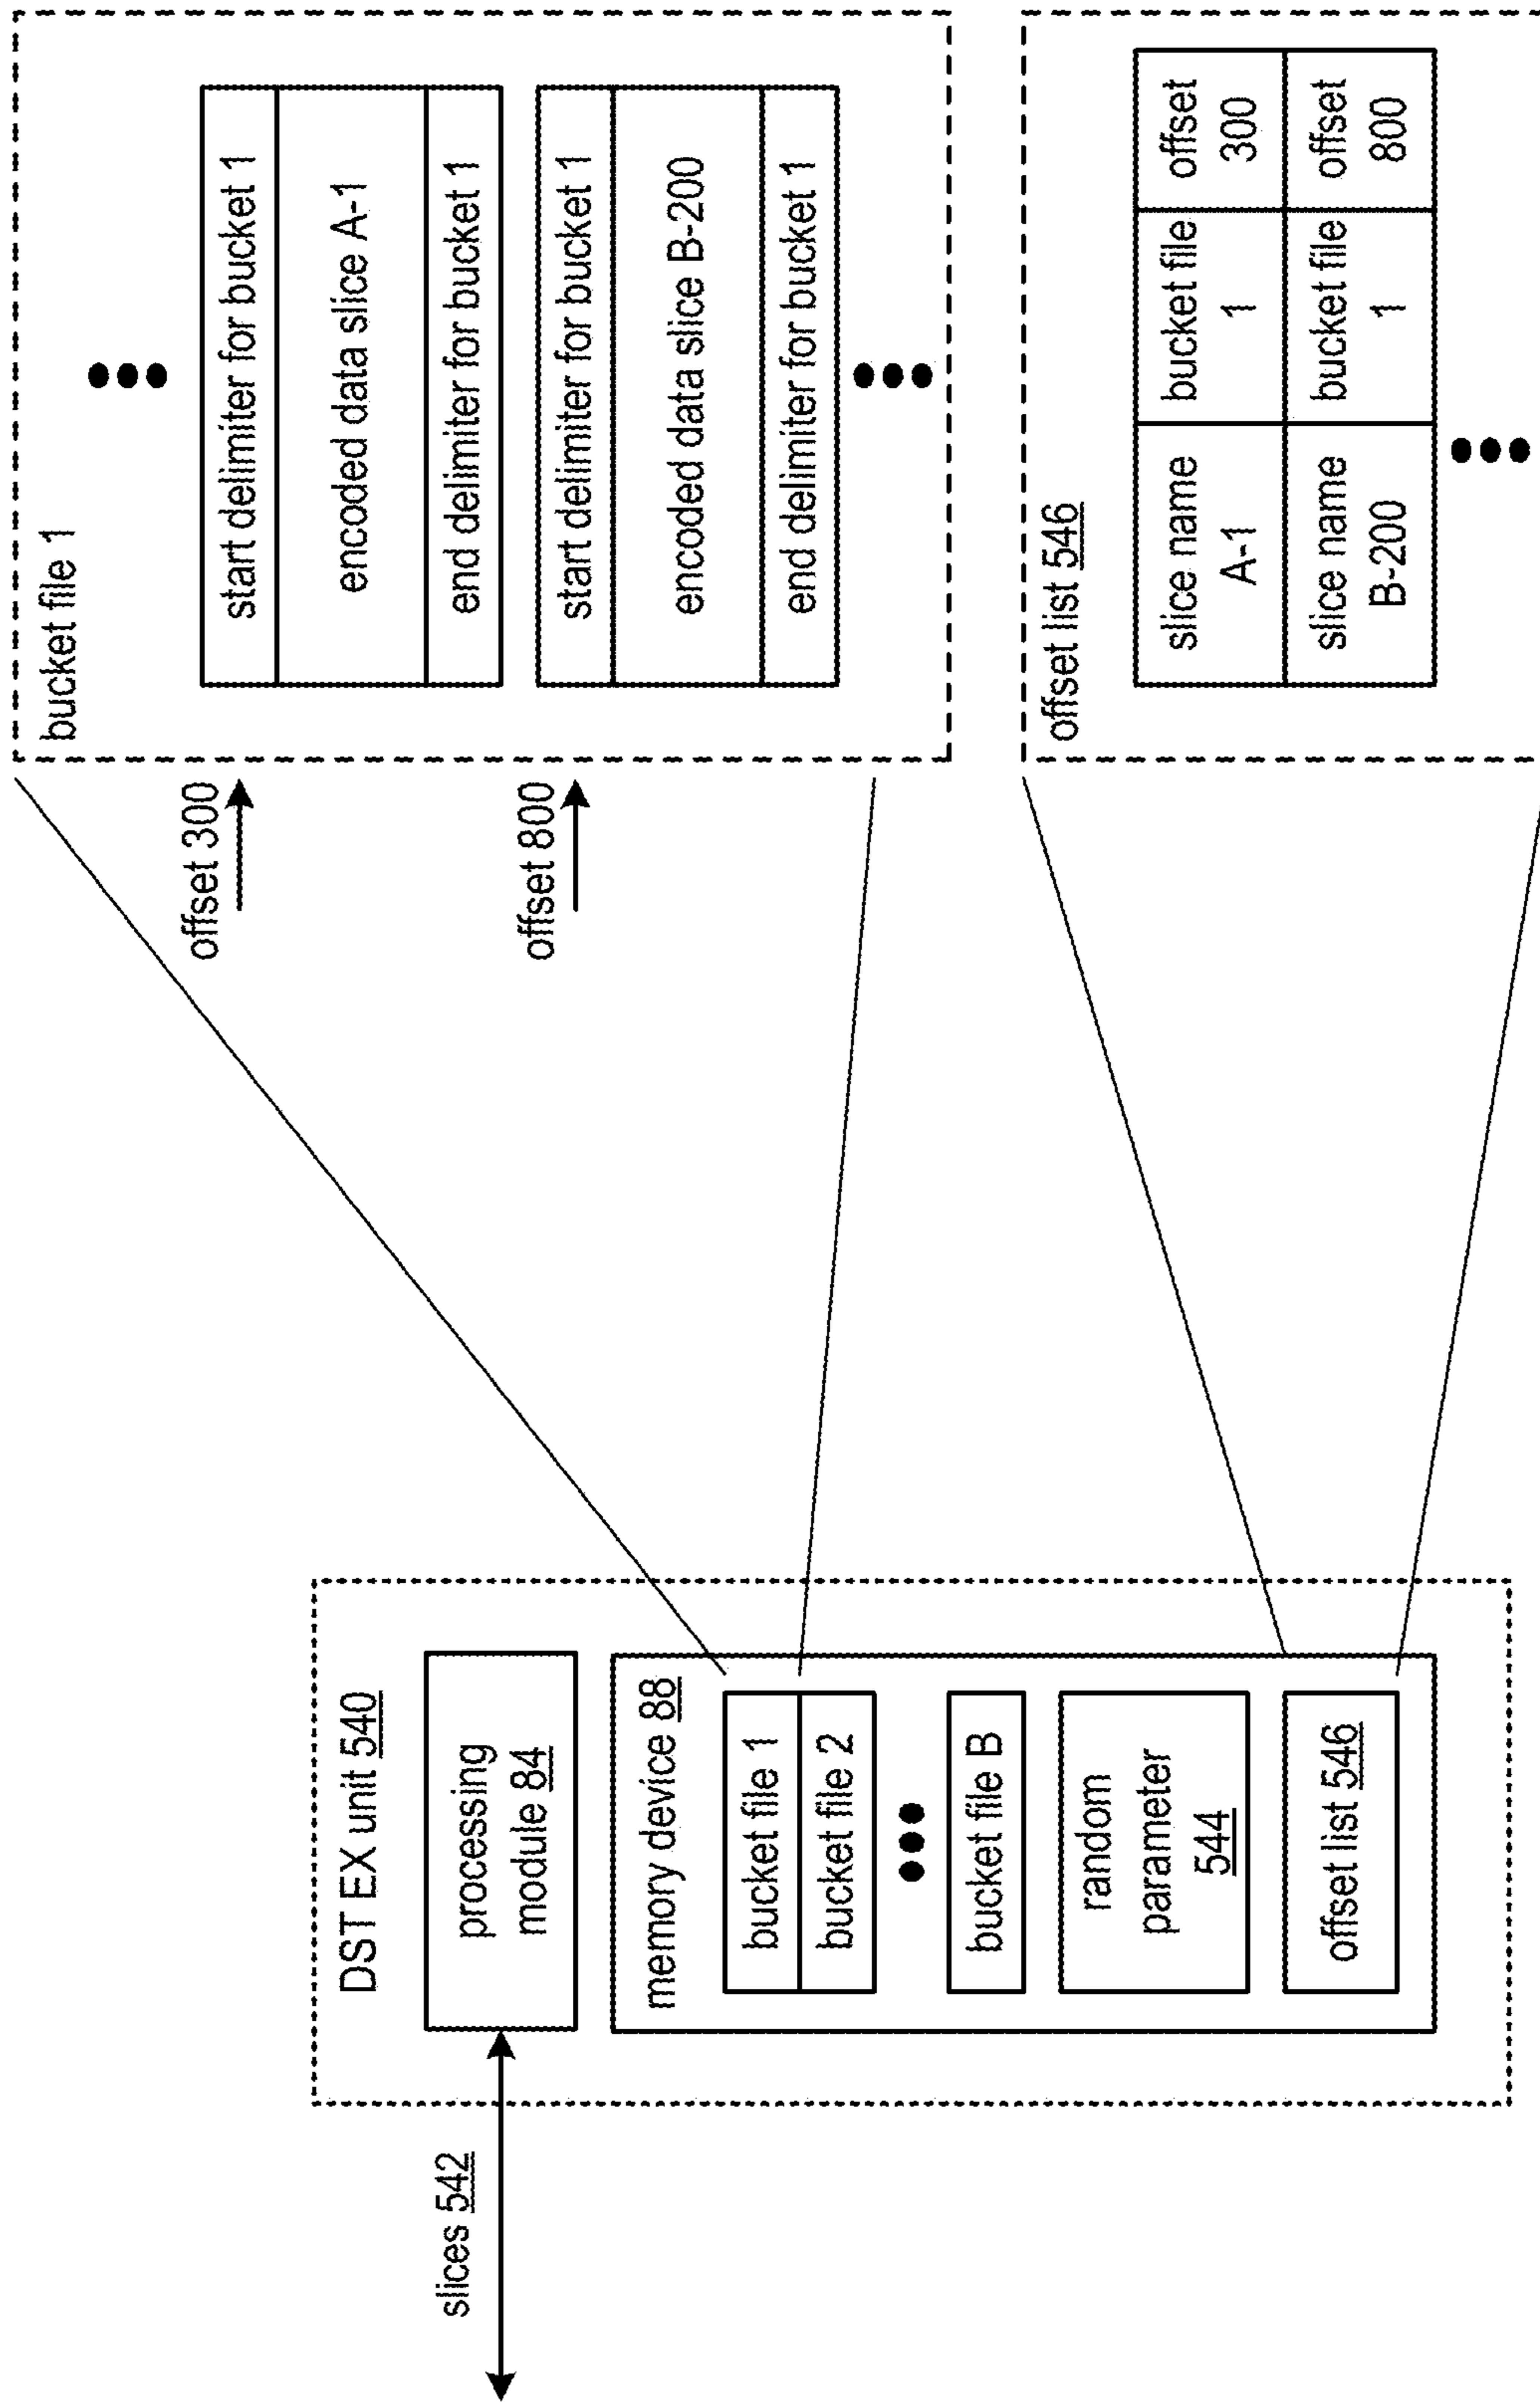 slices 542
DST EX unit 540
processing
module 84
memory device 88
bucket file 1
bucket file 2
bucket file B
random
parameter
544
offset list 546
offset 300
offset 800
bucket file 1
start delimiter for bucket 1
encoded data slice A-1
end delimiter for bucket 1
start delimiter for bucket 1
encoded data slice B-200
end delimiter for bucket 1
offset list 546
slice name
A-1
bucket file
1
offset
300
slice name
B-200
bucket file
1
offset
800